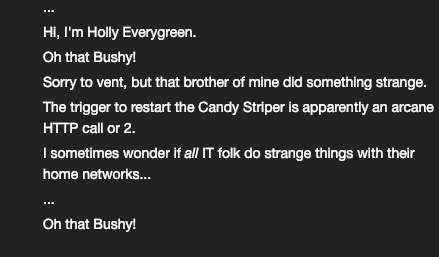 ...
Hi, I'm Holly Everygreen.
Oh that Bushy!
Sorry to vent, but that brother of mine did something strange.
The trigger to restart the Candy Striper is apparently an arcane
HTTP call or 2.
I sometimes wonder if all IT folk do strange things with their
home networks...
...
Oh that Bushy!